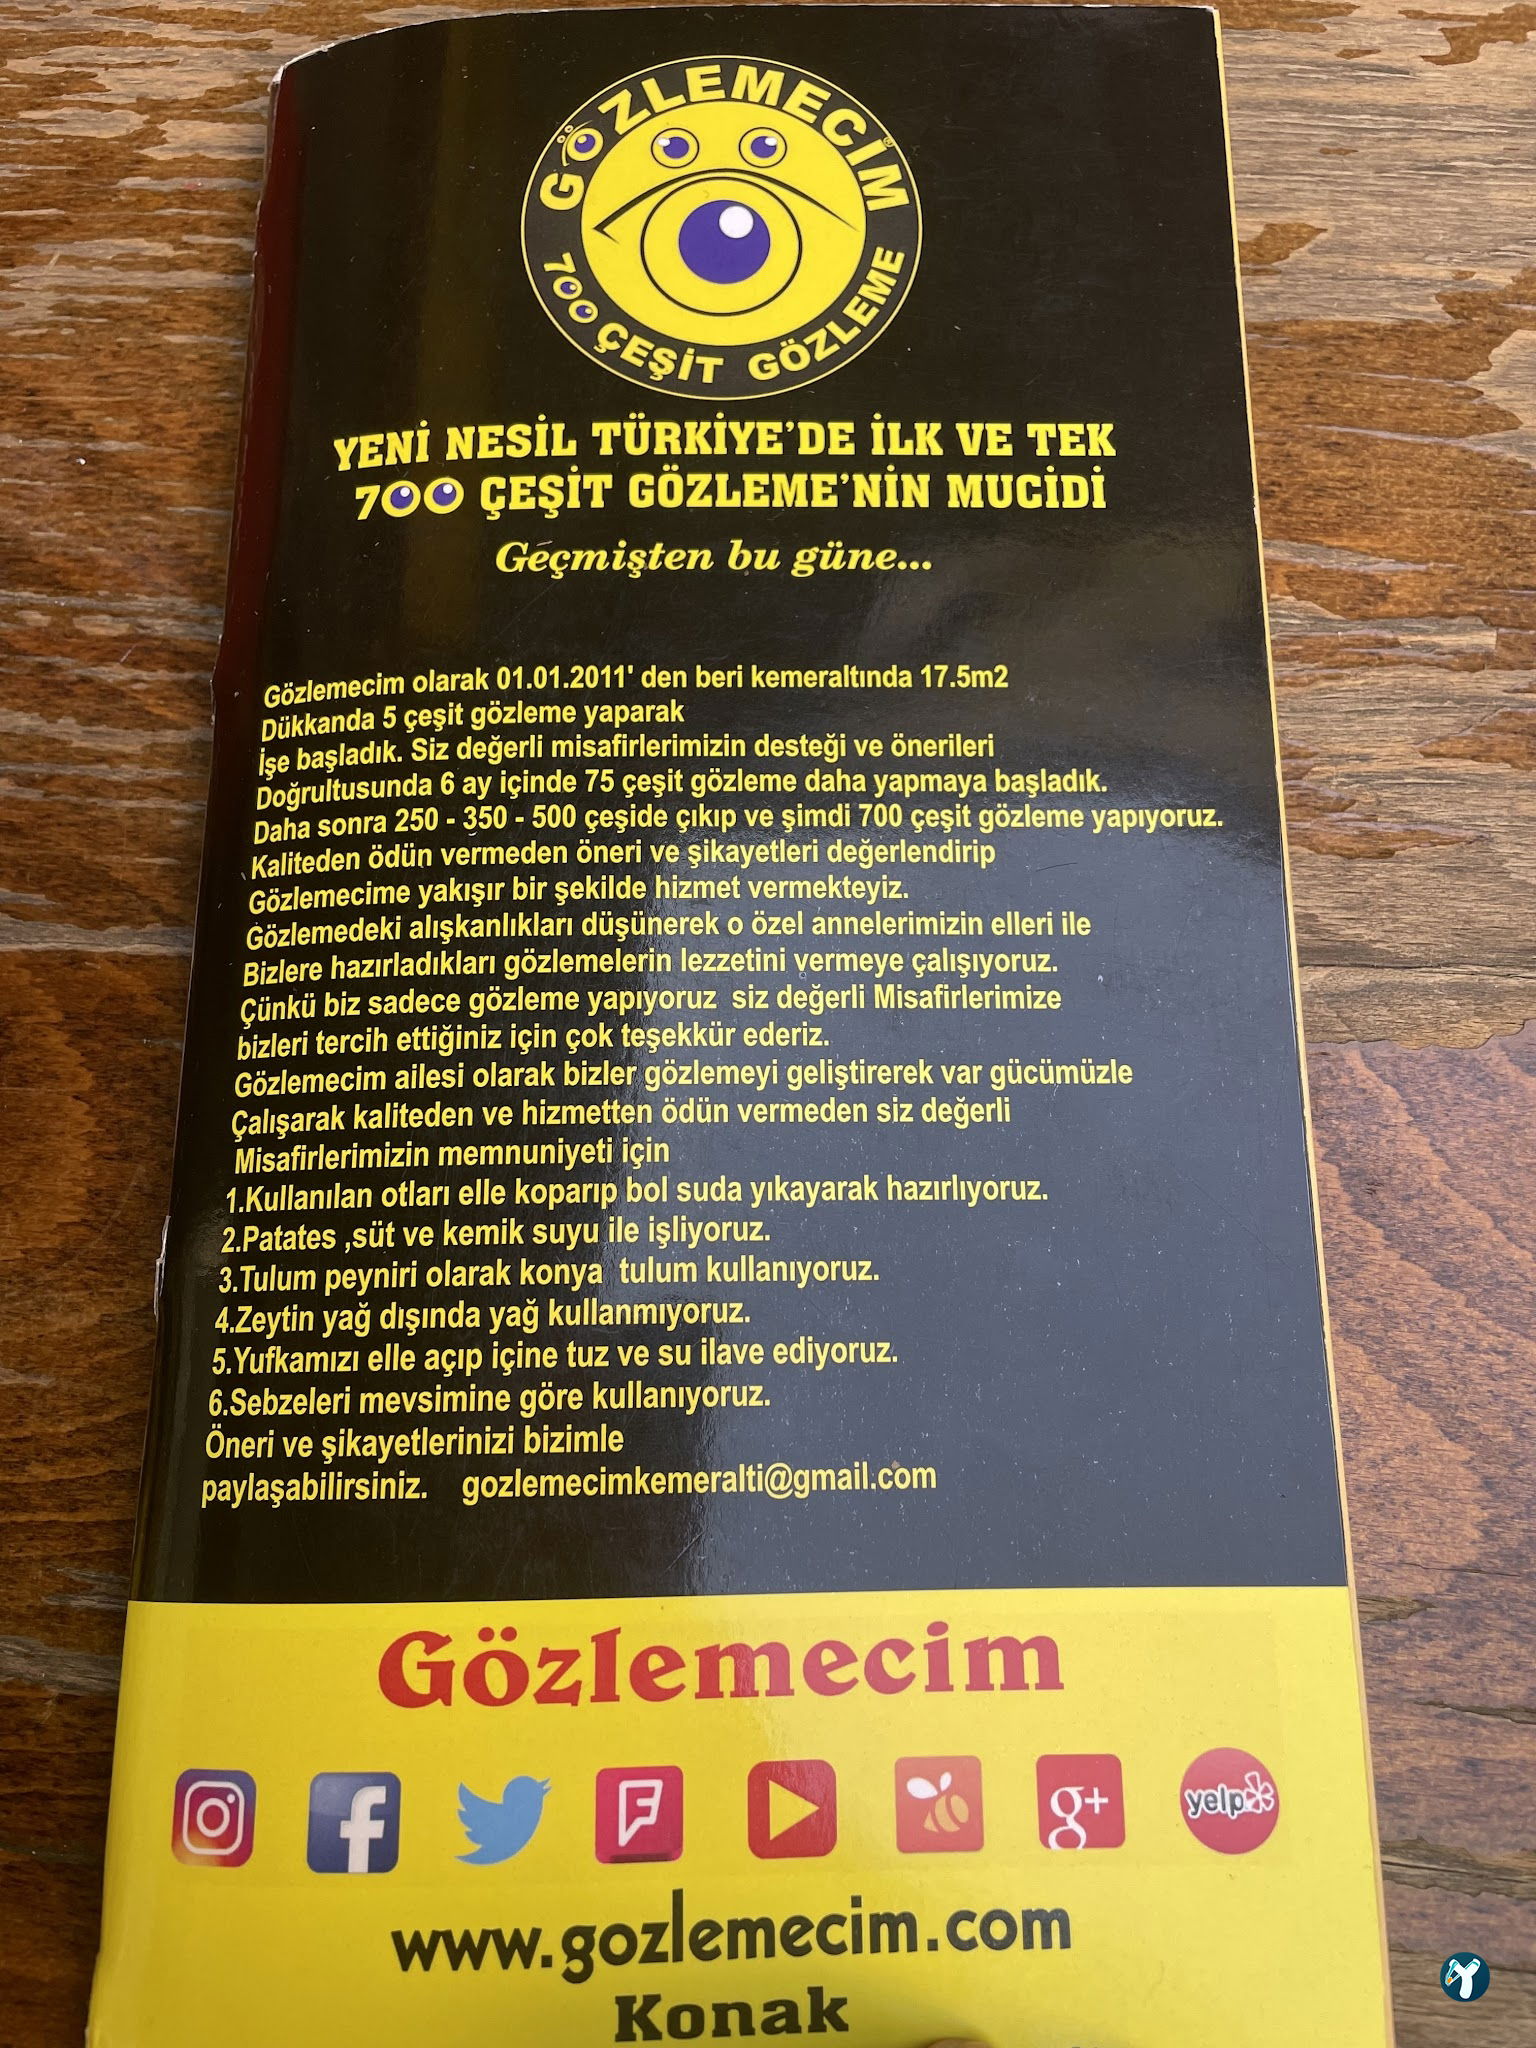 GÖZLEMECİM
700 ÇEŞİT GÖZLEME
YENİ NESİL TÜRKİYE'DE İLK VE TEK
700 ÇEŞİT GÖZLEME'NİN MUCİDİ
Geçmişten bu güne...
Gözlemecim olarak 01.01.2011' den beri kemeraltında 17.5m2
Dükkanda 5 çeşit gözleme yaparak
İşe başladık. Siz değerli misafirlerimizin desteği ve önerileri
Doğrultusunda 6 ay içinde 75 çeşit gözleme daha yapmaya başladık.
Daha sonra 250 - 350 - 500 çeşide çıkıp ve şimdi 700 çeşit gözleme yapıyoruz.
Kaliteden ödün vermeden öneri ve şikayetleri değerlendirip
Gözlemecime yakışır bir şekilde hizmet vermekteyiz.
Gözlemedeki alışkanlıkları düşünerek o özel annelerimizin elleri ile
Bizlere hazırladıkları gözlemelerin lezzetini vermeye çalışıyoruz.
Çünkü biz sadece gözleme yapıyoruz siz değerli Misafirlerimize
bizleri tercih ettiğiniz için çok teşekkür ederiz.
Gözlemecim ailesi olarak bizler gözlemeyi geliştirerek var gücümüzle
Çalışarak kaliteden ve hizmetten ödün vermeden siz değerli
Misafirlerimizin memnuniyeti için
1.Kullanılan otları elle koparıp bol suda yıkayarak hazırlıyoruz.
2.Patates ,süt ve kemik suyu ile işliyoruz.
3.Tulum peyniri olarak konya tulum kullanıyoruz.
4.Zeytin yağ dışında yağ kullanmıyoruz.
5.Yufkamızı elle açıp içine tuz ve su ilave ediyoruz.
6.Sebzeleri mevsimine göre kullanıyoruz.
Öneri ve şikayetlerinizi bizimle
paylaşabilirsiniz. gozlemecimkemeralti@gmail.com
Gözlemecim
f g+ yelp
www.gozlemecim.com
Konak